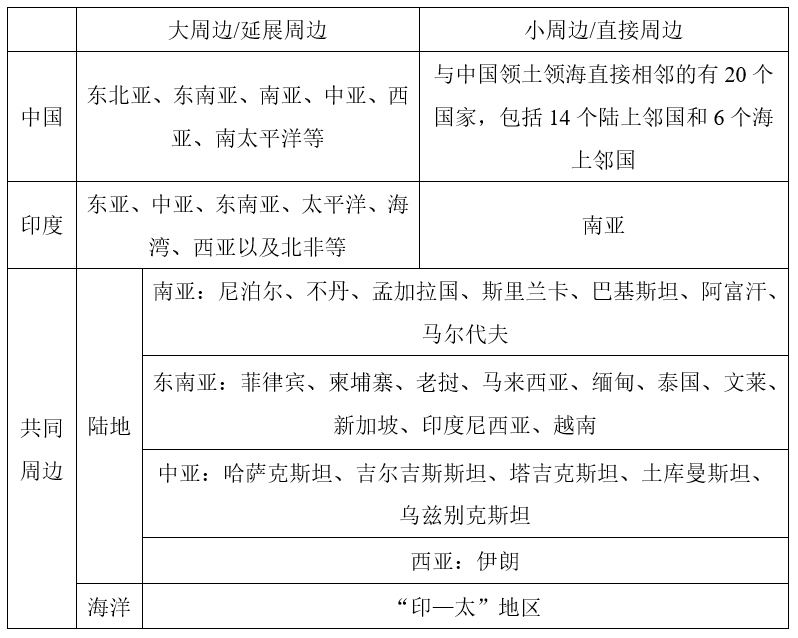 大周边/延展周边
小周边/直接周边
中国
东北亚、东南亚、南亚、中亚、西
亚、南太平洋等
与中国领土领海直接相邻的有 20 个
国家，包括 14 个陆上邻国和 6 个海
上邻国
印度
东亚、中亚、东南亚、太平洋、海
湾、西亚以及北非等
南亚
共同
周边
陆地
南亚：尼泊尔、不丹、孟加拉国、斯里兰卡、巴基斯坦、阿富汗、
马尔代夫
东南亚：菲律宾、柬埔寨、老挝、马来西亚、缅甸、泰国、文莱、
新加坡、印度尼西亚、越南
中亚：哈萨克斯坦、吉尔吉斯斯坦、塔吉克斯坦、土库曼斯坦、
乌兹别克斯坦
西亚：伊朗
海洋
“印—太”地区